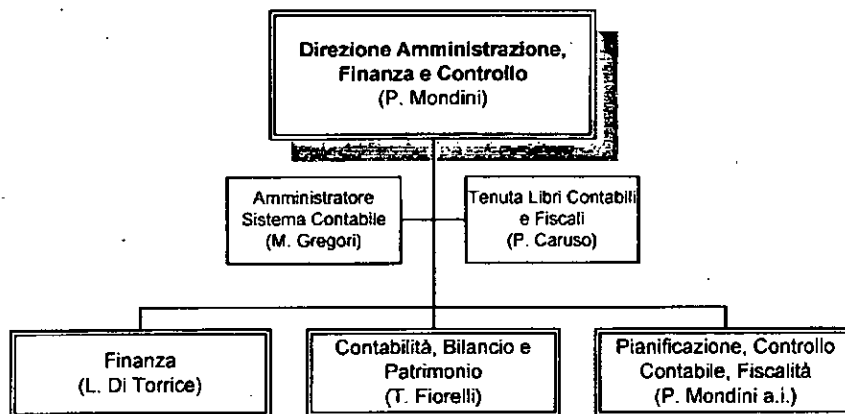 Direzione Amministrazione,
Finanza e Controllo
(P. Mondini)
Amministratore
Sistema Contabile
(M. Gregori)
Tenuta Libri Contabili
e Fiscali
(P. Caruso)
Finanza
(L. Di Torrice)
Contabilità, Bilancio e
Patrimonio
(T. Fiorelli)
Pianificazione, Controllo
Contabile, Fiscalità
(P. Mondini a.i.)